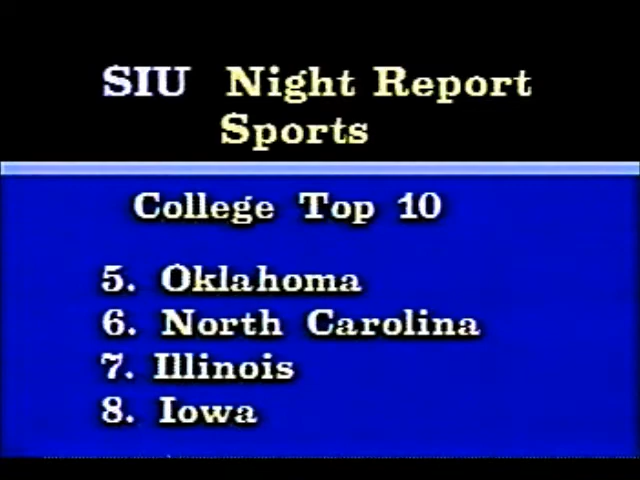 SIU Night Report
Sports
College Top 10
5. Oklahoma
6. North Carolina
7. Illinois
8. Iowa